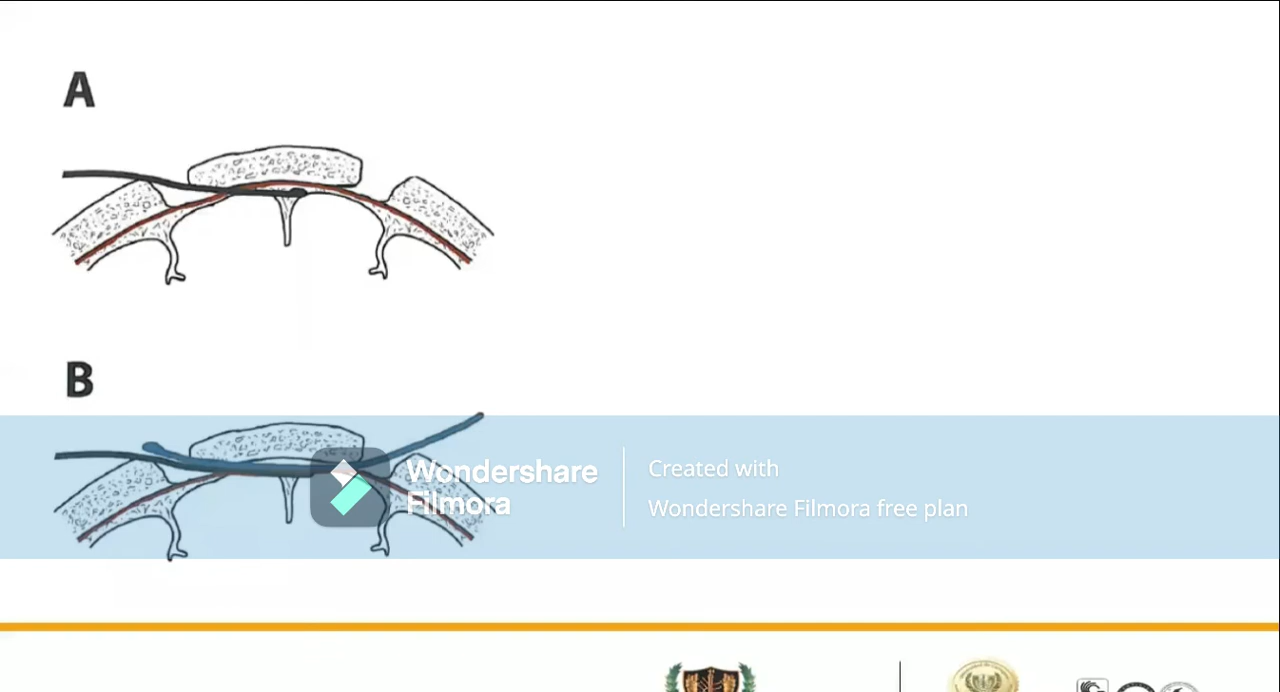 A
B
Wondershare
Filmora
Created with
Wondershare Filmora free plan